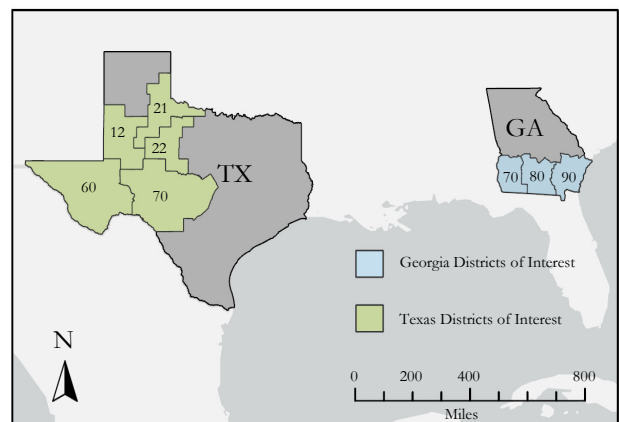 21
12
22
TX
60
70
GA
70 80 90
Georgia Districts of Interest
Texas Districts of Interest
N
0 200 400 800
Miles